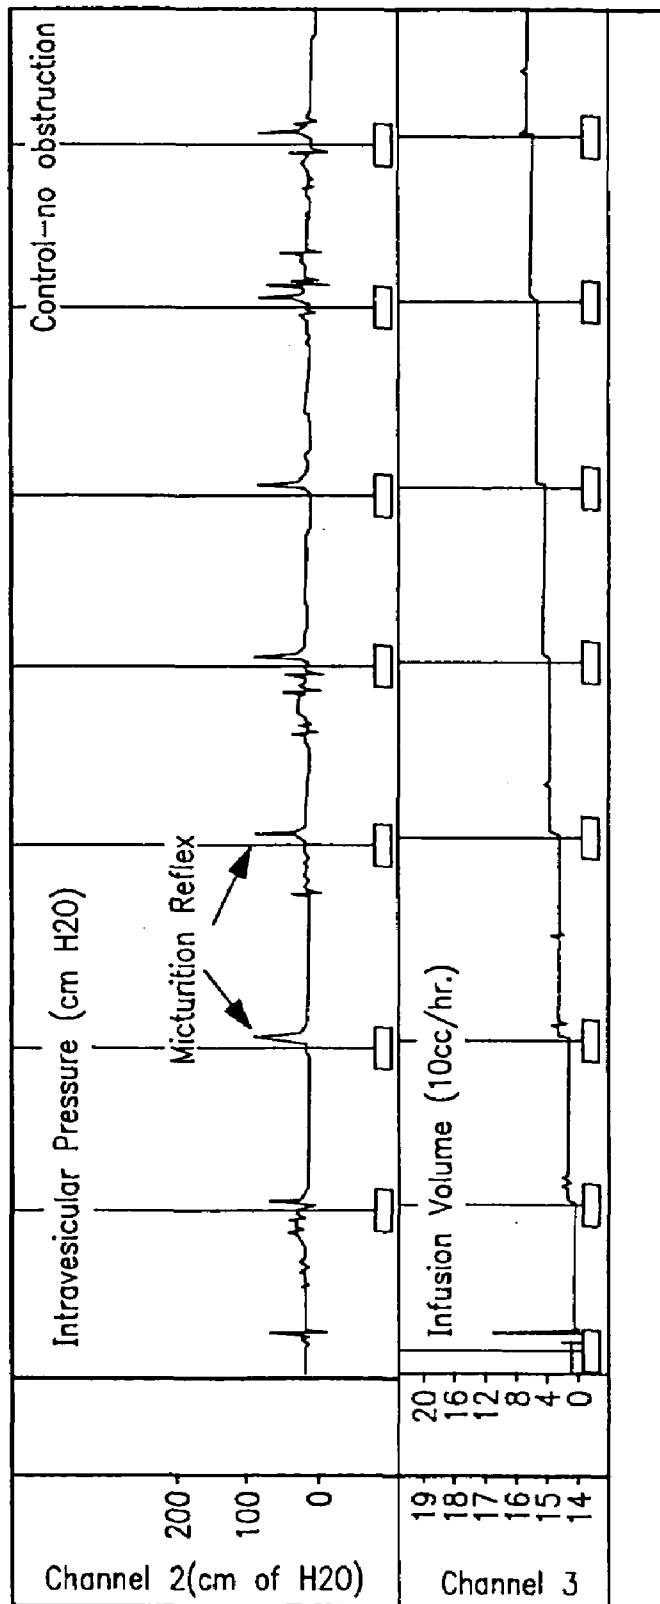 Control-no obstruction
Intravesicular Pressure (cm H20)
Micturition Reflex
200
100
0
Channel 2(cm of H20)
Infusion Volume (10cc/hr.)
20
16
12
8
4
0
19
18
17
16
15
14
Channel 3